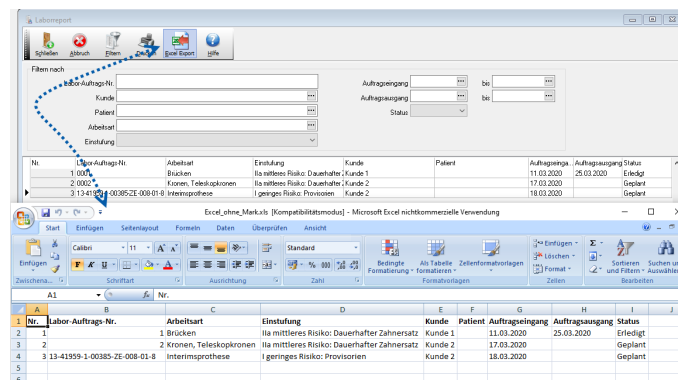 Laborreport
Schließen Abbruch Filtern Drucken Excel Export Hilfe
Filtern nach
Labor-Auftrags-Nr. Auftragseingang bis
Kunde Auftragsausgang bis
Patient Status
Arbeitsart
Einstufung
Nr. Labor-Auftrags-Nr. Arbeitsart Einstufung Kunde Patient Auftragseinga... Auftragsausgang Status
1 0001 Brücken IIa mittleres Risiko: Dauerhafter Kunde 1 11.03.2020 25.03.2020 Erledigt
2 0002 Kronen, Teleskopkronen IIa mittleres Risiko: Dauerhafter Kunde 2 17.03.2020 Geplant
3 13-41959-1-00385-ZE-008-01-8 Interimsprothese I geringes Risiko: Provisorien Kunde 2 18.03.2020 Geplant
Excel_ohne_Mark.xls [Kompatibilitätsmodus] - Microsoft Excel nichtkommerzielle Verwendung
Start Einfügen Seitenlayout Formeln Daten Überprüfen Ansicht
Einfügen Calibri 11 A A Standard Bedingte Formatierung Als Tabelle formatieren Zellenformatvorlagen Einfügen Löschen Format Σ Sortieren und Filtern Suchen u Auswähle
F K U A % 000
Zwischena... Schriftart Ausrichtung Zahl Formatvorlagen Zellen Bearbeiten
A1 fx Nr.
A B C D E F G H I J
1 Nr. Labor-Auftrags-Nr. Arbeitsart Einstufung Kunde Patient Auftragseingang Auftragsausgang Status
2 1 1 Brücken IIa mittleres Risiko: Dauerhafter Zahnersatz Kunde 1 11.03.2020 25.03.2020 Erledigt
3 2 2 Kronen, Teleskopkronen IIa mittleres Risiko: Dauerhafter Zahnersatz Kunde 2 17.03.2020 Geplant
4 3 13-41959-1-00385-ZE-008-01-8 Interimsprothese I geringes Risiko: Provisorien Kunde 2 18.03.2020 Geplant
5
6